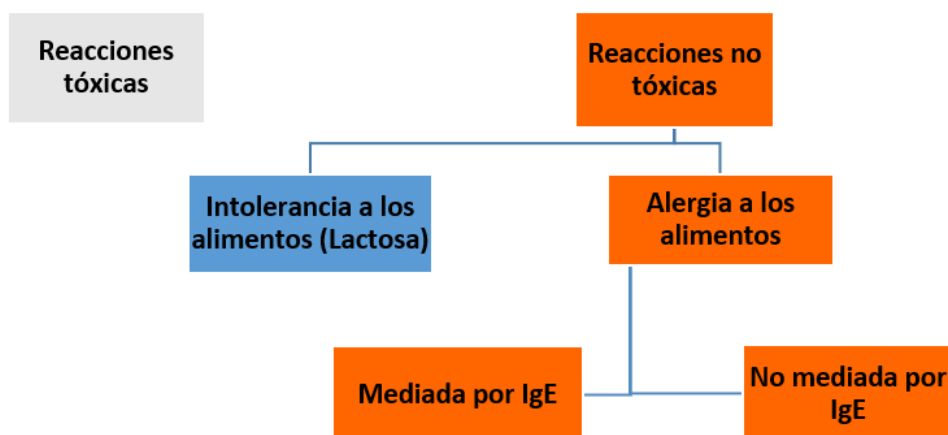 Reacciones
tóxicas
Reacciones no
tóxicas
Intolerancia a los
alimentos (Lactosa)
Alergia a los
alimentos
Mediada por IgE
No mediada por
IgE